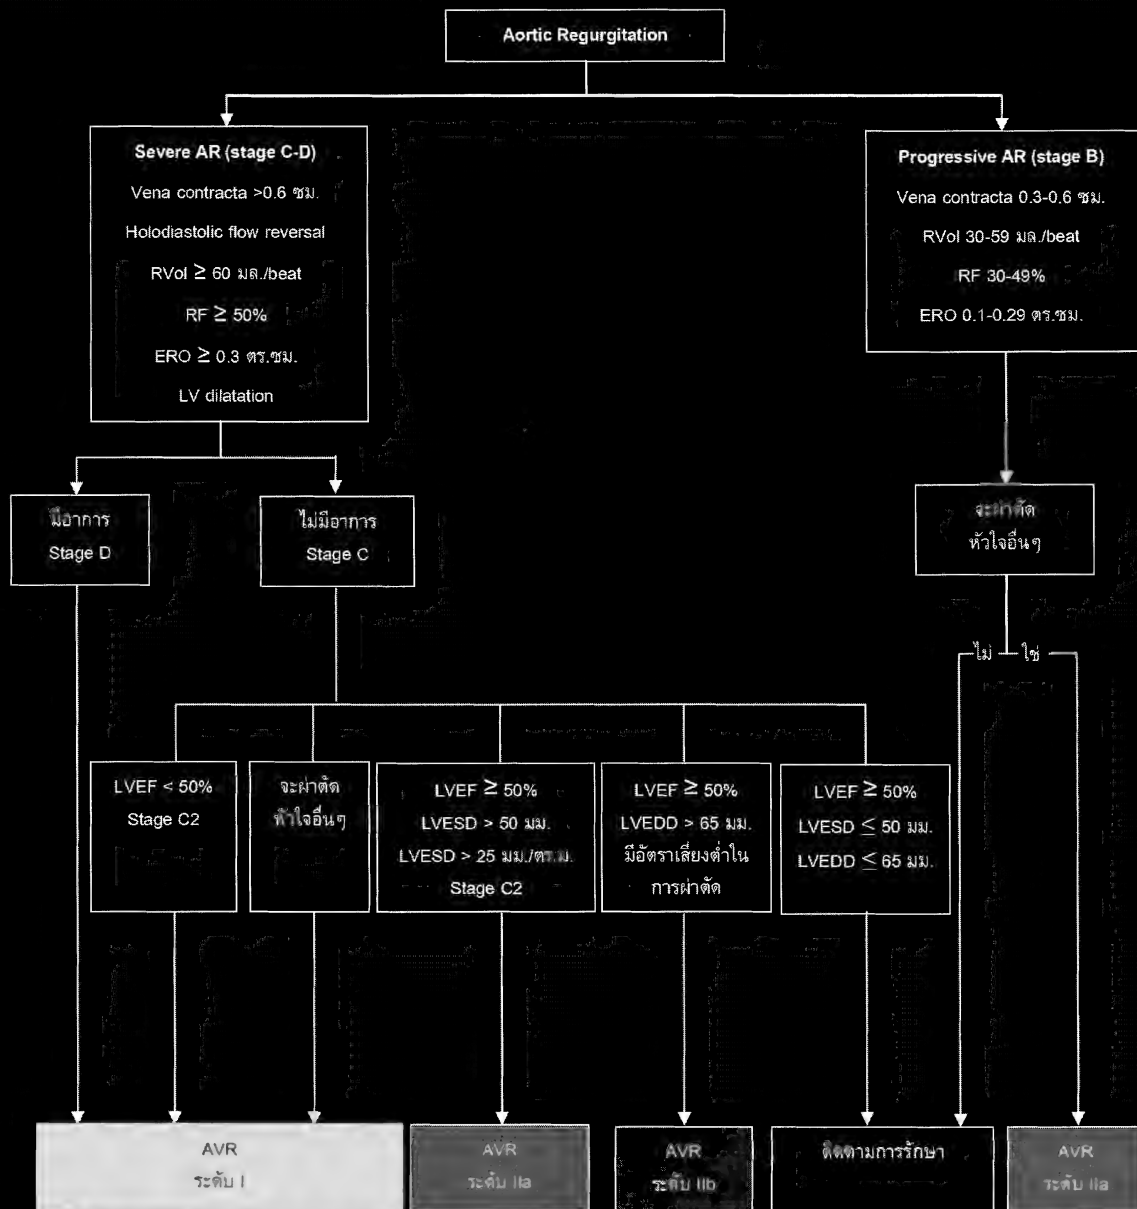 Aortic Regurgitation
Severe AR (stage C-D)
Vena contracta >0.6 ซม.
Holodiastolic flow reversal
RVol ≥ 60 มล./beat
RF ≥ 50%
ERO ≥ 0.3 ตร.ซม.
LV dilatation
Progressive AR (stage B)
Vena contracta 0.3-0.6 ซม.
RVol 30-59 มล./beat
RF 30-49%
ERO 0.1-0.29 ตร.ซม.
มีอาการ
Stage D
ไม่มีอาการ
Stage C
จะผ่าตัด
หัวใจอื่นๆ
ไม่ ใช่
LVEF < 50%
Stage C2
จะผ่าตัด
หัวใจอื่นๆ
LVEF ≥ 50%
LVESD > 50 มม.
LVESD > 25 มม./ตร.ม.
Stage C2
LVEF ≥ 50%
LVEDD > 65 มม.
มีอัตราเสี่ยงต่ำใน
การผ่าตัด
LVEF ≥ 50%
LVESD ≤ 50 มม.
LVEDD ≤ 65 มม.
AVR
ระดับ I
AVR
ระดับ IIa
AVR
ระดับ IIb
ติดตามการรักษา
AVR
ระดับ IIa